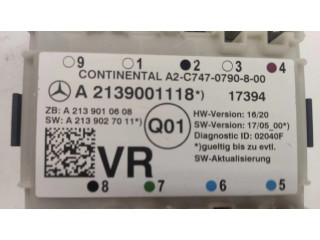 9 1 2 3 4
CONTINENTAL A2-C747-0790-8-00
A 2139001118*) 17394
ZB: A 213 901 06 08
SW: A 213 902 70 11*)
Q01
HW-Version: 16/20
SW-Version: 17/05_00*)
Diagnostic ID: 02040F
*)gueltig bis zu evtl.
SW-Aktualisierung
VR
8 7 6 5